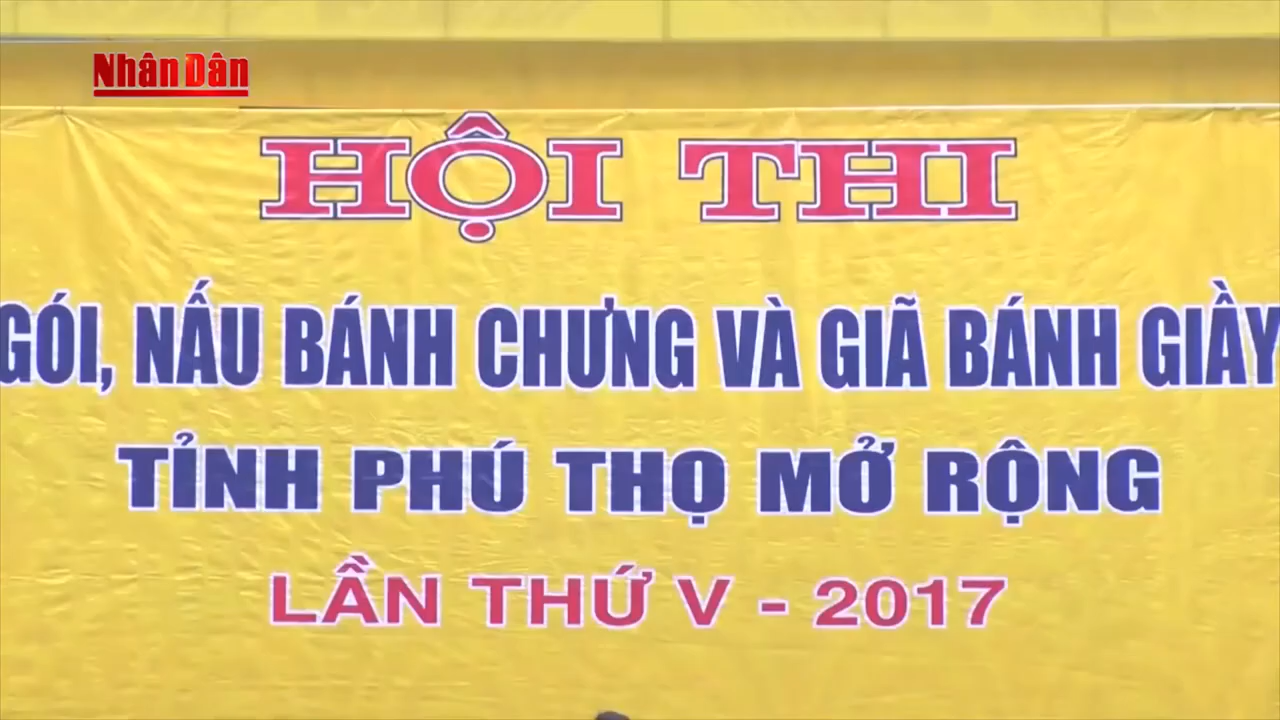 Nhân Dân
HỘI THI
GÓI, NẤU BÁNH CHƯNG VÀ GIÃ BÁNH GIẦY
TỈNH PHÚ THỌ MỞ RỘNG
LẦN THỨ V - 2017